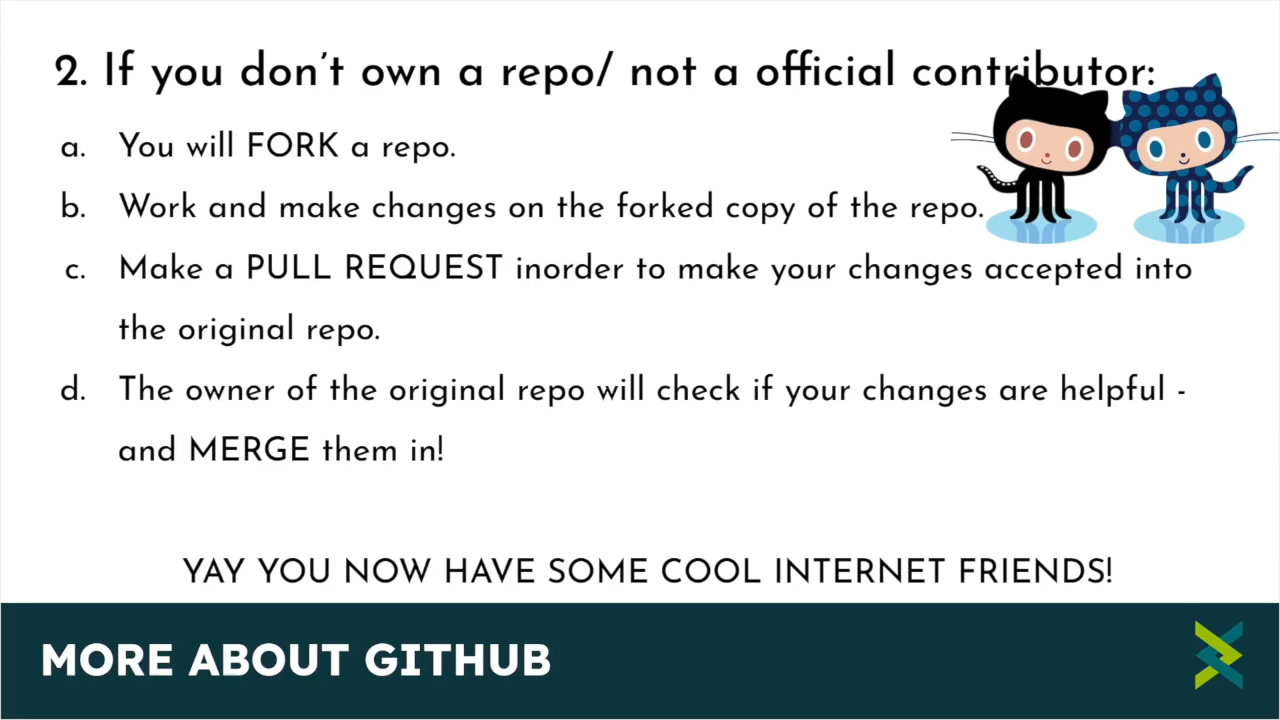 2. If you don't own a repo/ not a official contributor:
a. You will FORK a repo.
b. Work and make changes on the forked copy of the repo.
c. Make a PULL REQUEST inorder to make your changes accepted into
the original repo.
d. The owner of the original repo will check if your changes are helpful -
and MERGE them in!
YAY YOU NOW HAVE SOME COOL INTERNET FRIENDS!
MORE ABOUT GITHUB